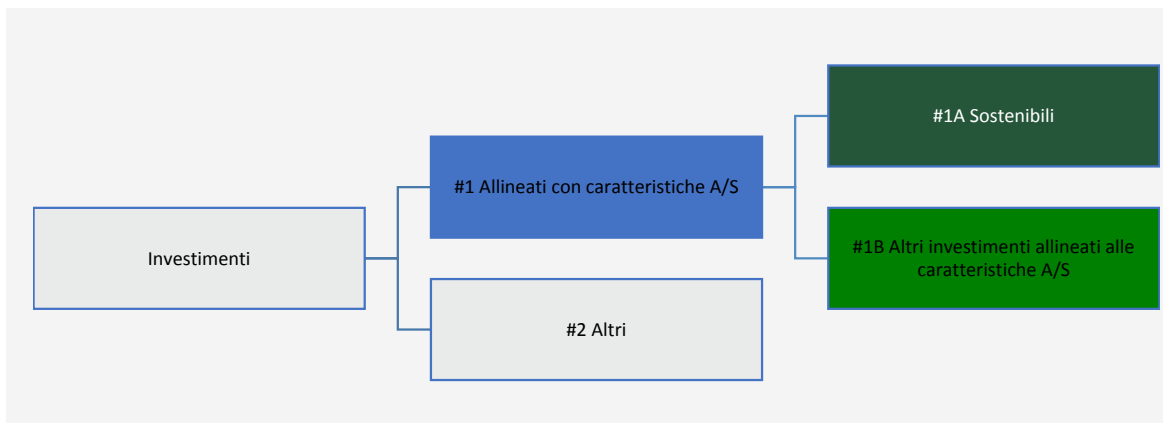 #1A Sostenibili
#1 Allineati con caratteristiche A/S
Investimenti
#1B Altri investimenti allineati alle
caratteristiche A/S
#2 Altri